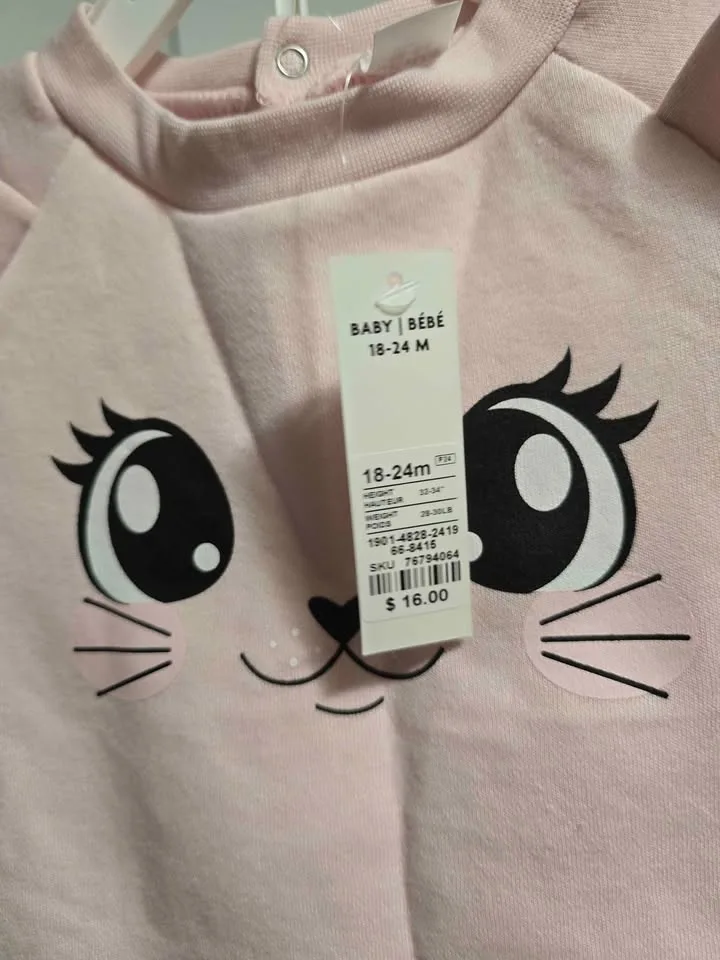 BABY | BÉBÉ
18-24 M
18-24m F24
HEIGHT
HAUTEUR 32-34"
WEIGHT
POIDS 28-30LB
1901-4828-2419
66-8415
SKU 76794064
$ 16.00